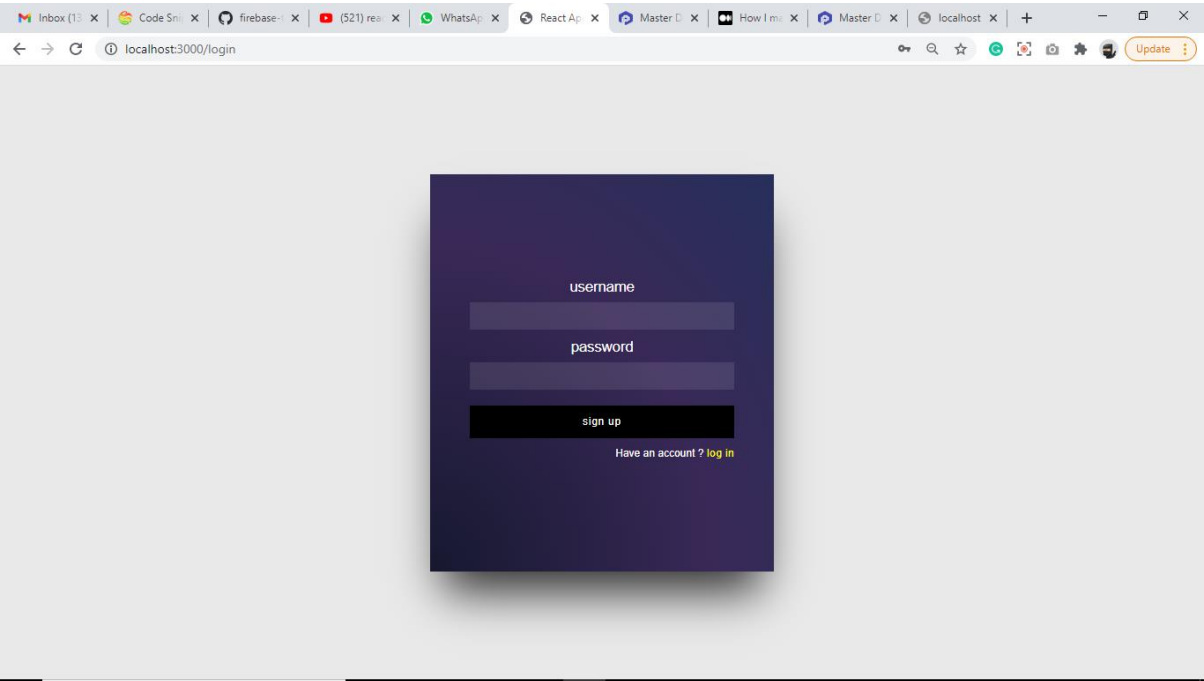 Inbox (13
Code Sni
firebase-
(521) rea
WhatsAp
React Ap
Master D
How I ma
Master D
localhost
localhost:3000/login
Update
username
password
sign up
Have an account ? log in